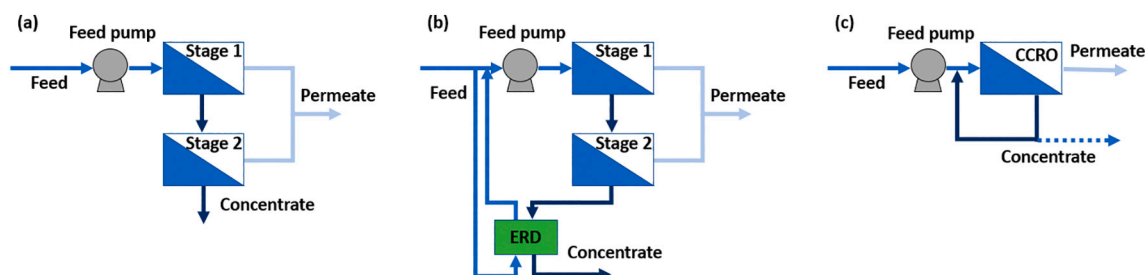 (a)
Feed pump
Stage 1
Feed
Permeate
Stage 2
Concentrate
(b)
Feed pump
Stage 1
Feed
Permeate
Stage 2
ERD
Concentrate
(c)
Feed pump
CCRO
Permeate
Feed
Concentrate